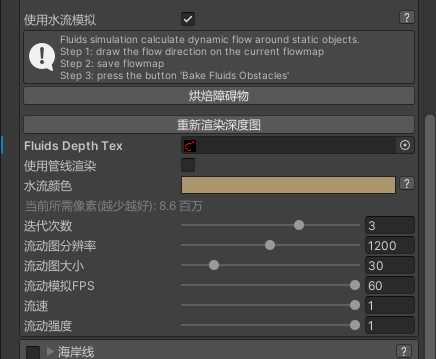 使用水流模拟
?
Fluids simulation calculate dynamic flow around static objects.
Step 1: draw the flow direction on the current flowmap
Step 2: save flowmap
Step 3: press the button 'Bake Fluids Obstacles'
烘焙障碍物
重新渲染深度图
Fluids Depth Tex
使用管线渲染
水流颜色
?
当前所需像素(越少越好): 8.6 百万
迭代次数 3
流动图分辨率 1200
流动图大小 30
流动模拟FPS 60
流速 1
流动强度 1
海岸线
?